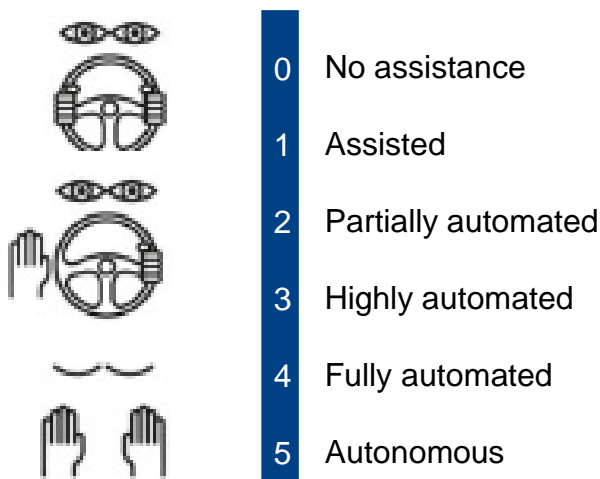 0 No assistance
1 Assisted
2 Partially automated
3 Highly automated
4 Fully automated
5 Autonomous